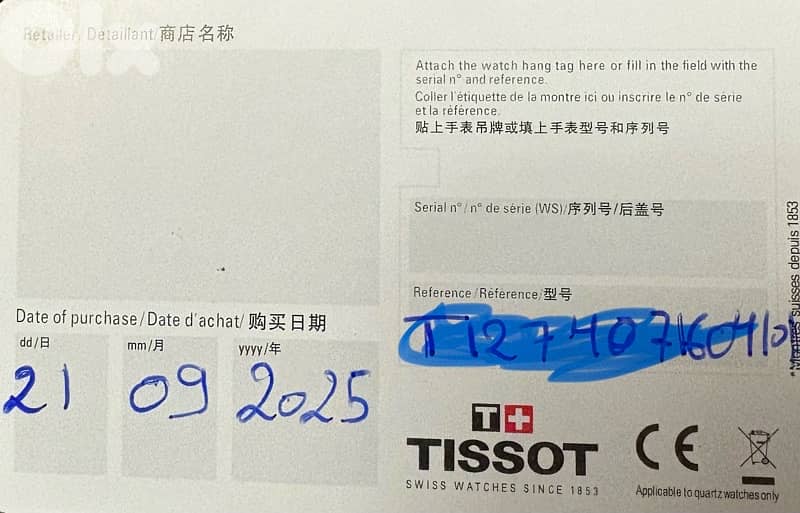 Retailer, Détaillant/商店名称
Attach the watch hang tag here or fill in the field with the
serial n° and reference.
Coller l'étiquette de la montre ici ou inscrire le n° de série
et la référence.
贴上手表吊牌或填上手表型号和序列号
Serial n°/n° de série (WS)/序列号/后盖号
Reference/Référence/型号
Date of purchase/Date d'achat/购买日期
dd/日
mm/月
yyyy/年
21 09 2025
T+
TISSOT
SWISS WATCHES SINCE 1853
CE
Applicable to quartz watches only
*Montres suisses depuis 1853
olx